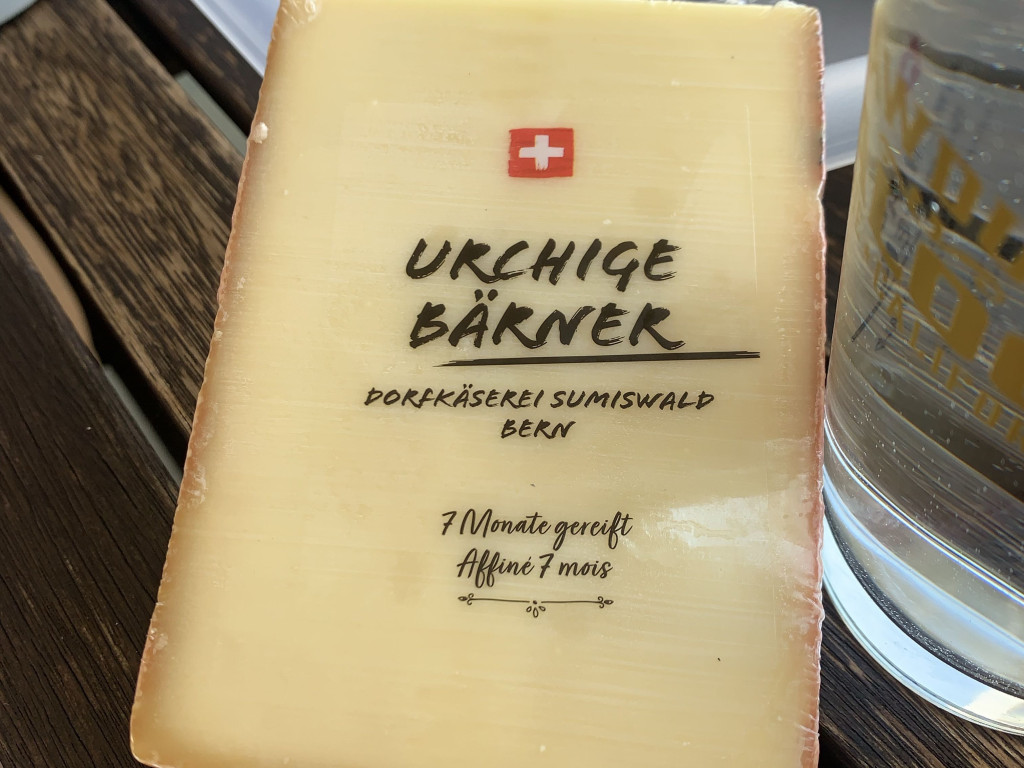 URCHIGE
BÄRNER
DORFKÄSEREI SUMISWALD
BERN
7 Monate gereift
Affiné 7 mois